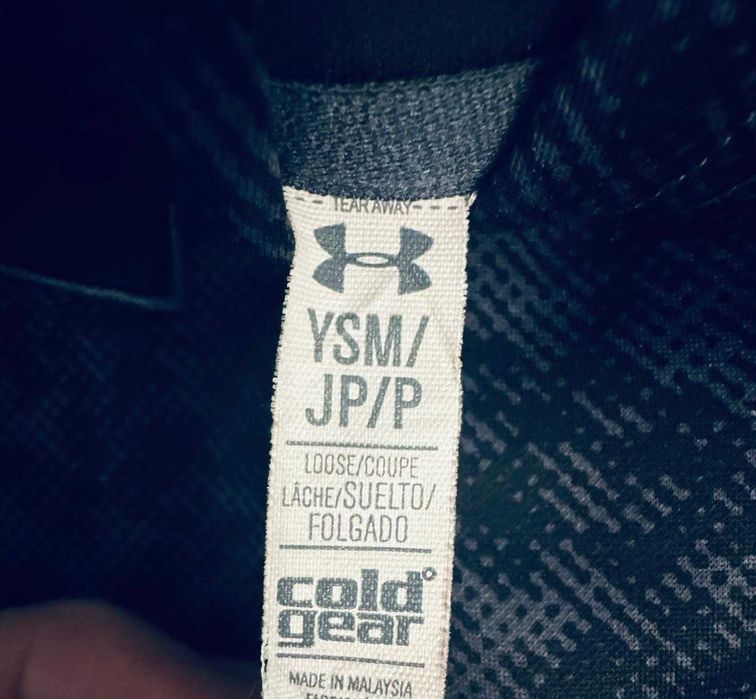 TEAR AWAY
YSM/
JP/P
LOOSE/COUPE
LÂCHE/SUELTO/
FOLGADO
cold
gear
MADE IN MALAYSIA